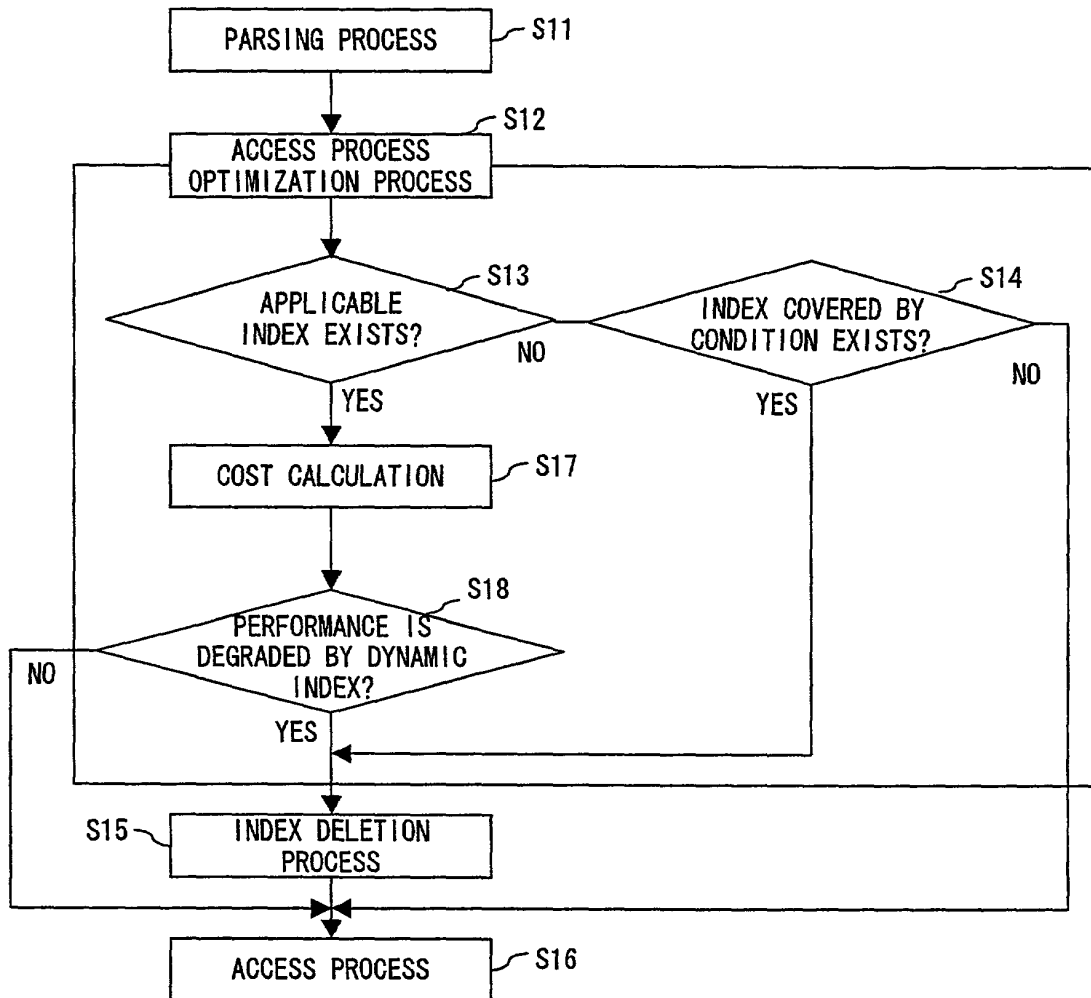 PARSING PROCESS
S11
S12
ACCESS PROCESS
OPTIMIZATION PROCESS
S13
APPLICABLE
INDEX EXISTS?
NO
YES
S14
INDEX COVERED BY
CONDITION EXISTS?
NO
YES
COST CALCULATION
S17
S18
PERFORMANCE IS
DEGRADED BY DYNAMIC
INDEX?
NO
YES
S15
INDEX DELETION
PROCESS
ACCESS PROCESS
S16